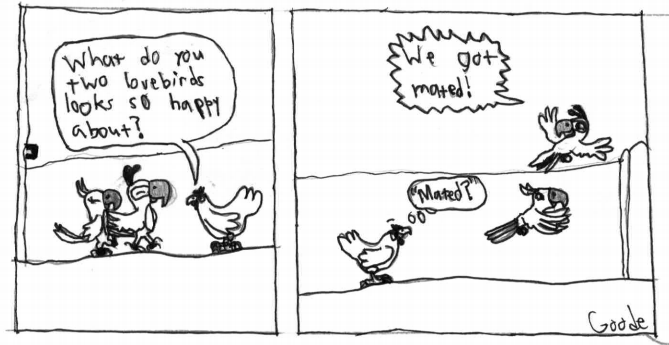 What do you
two lovebirds
looks so happy
about?
We got
mated!
"Mated?"
Goode